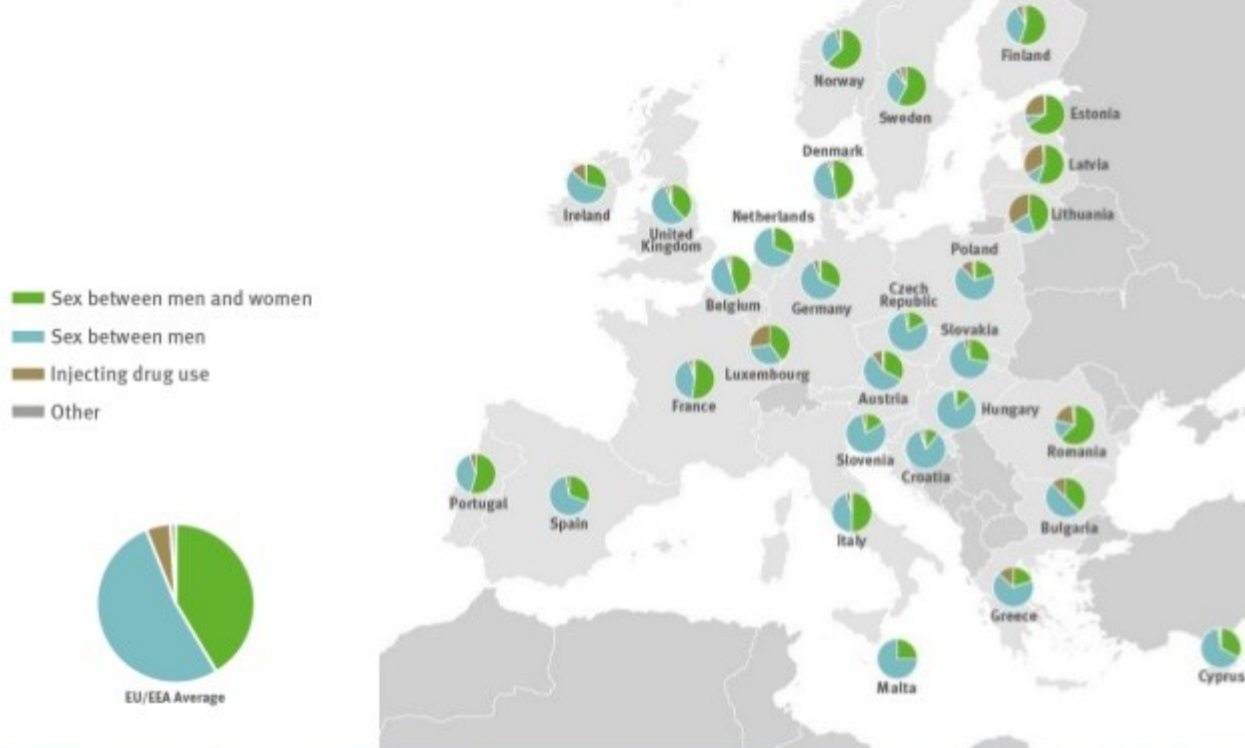 Finland
Norway
Sweden
Estonia
Denmark
Latvia
Ireland
United
Kingdom
Netherlands
Lithuania
Poland
Belgium
Germany
Czech
Republic
Slovakia
Luxembourg
France
Austria
Hungary
Slovenia
Croatia
Romania
Portugal
Spain
Italy
Bulgaria
Greece
Malta
Cyprus
Sex between men and women
Sex between men
Injecting drug use
Other
EU/EEA Average